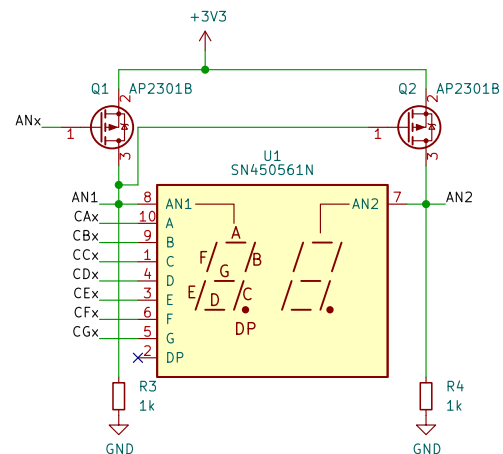 +3V3
Q1 AP2301B
Q2 AP2301B
2
2
ANx
1
1
3
3
U1
SN450561N
AN1
8
AN1
AN2
7
AN2
CAx
10
A
CBx
9
B
CCx
1
C
CDx
4
D
CEx
3
E
CFx
6
F
CGx
5
G
2
DP
A
F
B
G
E
D
C
DP
R3
1k
R4
1k
GND
GND